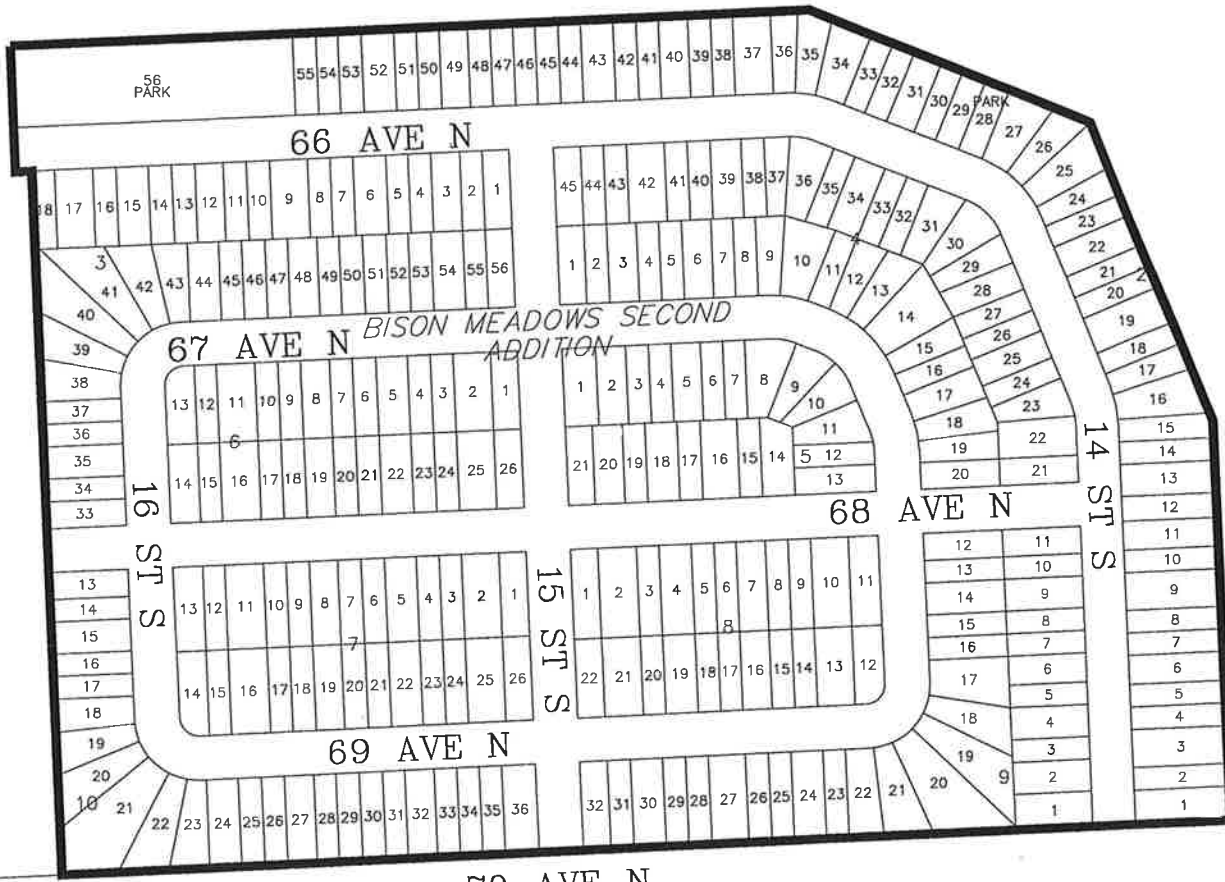 56
PARK
55 54 53 52 51 50 49 48 47 46 45 44 43 42 41 40 39 38 37 36 35 34 33 32 31 30 29 PARK 28 27 26 25 24 23 22 21 2 20 19 18 17 16 15 14 13 12 11 10 9 8 7 6 5 4 3 2 1
66 AVE N
18 17 16 15 14 13 12 11 10 9 8 7 6 5 4 3 2 1
3
33 34 35 36 37 38 39 40 41 42 43 44 45 46 47 48 49 50 51 52 53 54 55 56
45 44 43 42 41 40 39 38 37 36 35 34 33 32 31 30 29 28 27 26 25 24 23 22 21
4
1 2 3 4 5 6 7 8 9 10 11 12 13 14 15 16 17 18 19 20
67 AVE N
BISON MEADOWS SECOND
ADDITION
13 12 11 10 9 8 7 6 5 4 3 2 1
6
14 15 16 17 18 19 20 21 22 23 24 25 26
1 2 3 4 5 6 7 8 9 10 11 12 13
5
21 20 19 18 17 16 15 14
16 ST S
68 AVE N
14 ST S
15 ST S
13 12 11 10 9 8 7 6 5 4 3 2 1
7
14 15 16 17 18 19 20 21 22 23 24 25 26
1 2 3 4 5 6 7 8 9 10 11
8
22 21 20 19 18 17 16 15 14 13 12
69 AVE N
13 14 15 16 17 18 19 20 21 22 23 24 25 26 27 28 29 30 31 32 33 34 35 36
10
32 31 30 29 28 27 26 25 24 23 22 21 20 19 18 17 16 15 14 13 12
9
11 10 9 8 7 6 5 4 3 2 1
AVE N